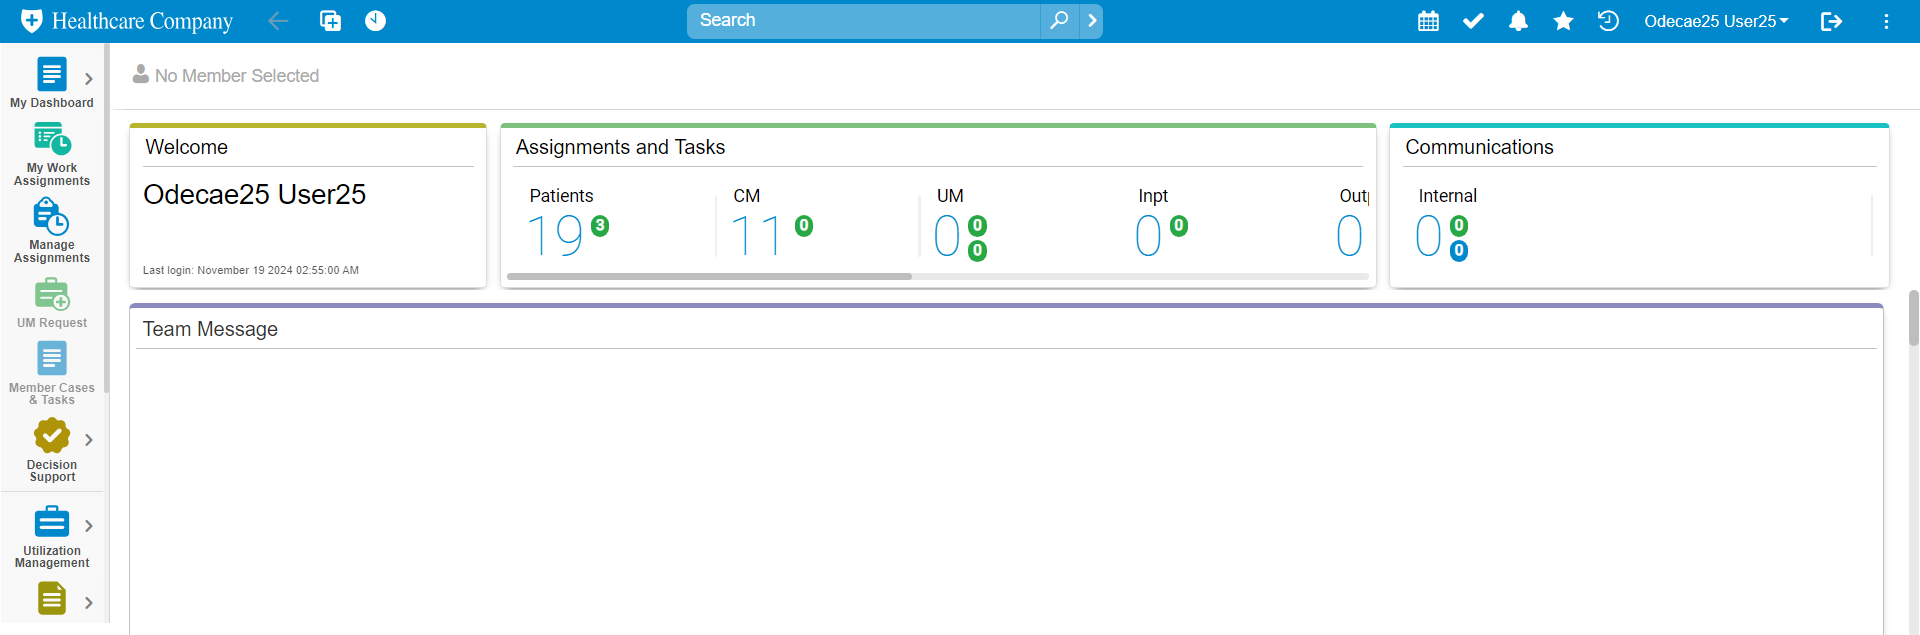 Healthcare Company
Search
Odecae25 User25
No Member Selected
My Dashboard
My Work
Assignments
Manage
Assignments
UM Request
Member Cases
& Tasks
Decision
Support
Utilization
Management
Welcome
Odecae25 User25
Last login: November 19 2024 02:55:00 AM
Assignments and Tasks
Patients
19 3
CM
11 0
UM
0 0
0
Inpt
0 0
Out
0
Communications
Internal
0 0
0
Team Message